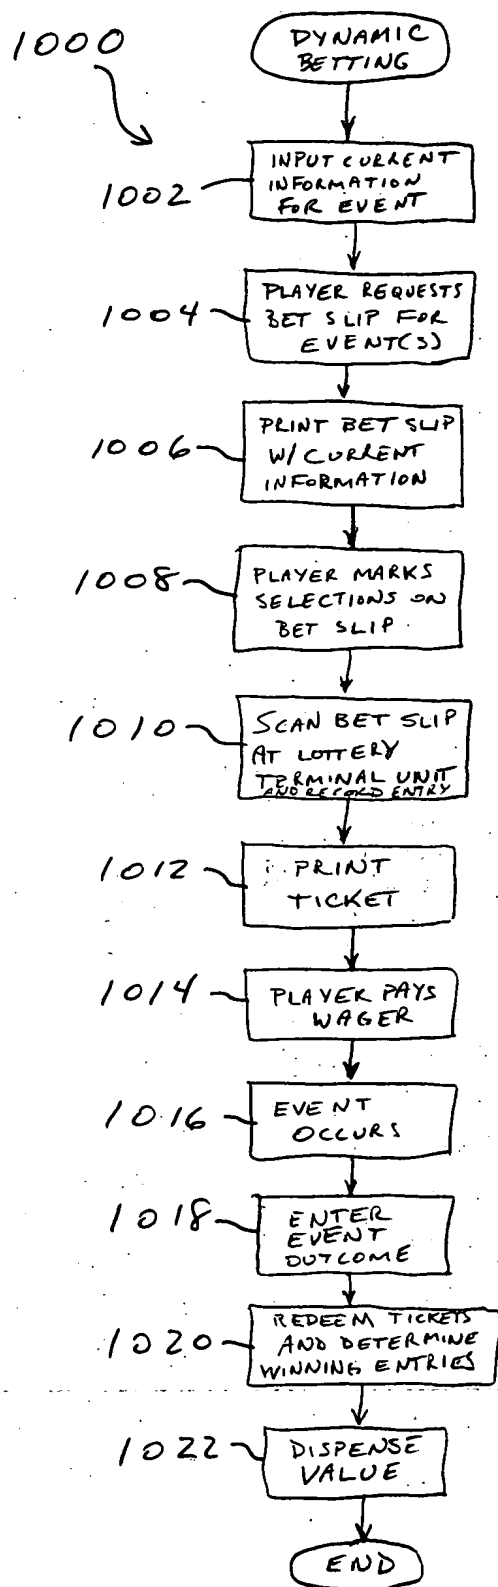 1000
DYNAMIC
BETTING
1002
INPUT CURRENT
INFORMATION
FOR EVENT
1004
PLAYER REQUESTS
BET SLIP FOR
EVENT(S)
1006
PRINT BET SLIP
W/ CURRENT
INFORMATION
1008
PLAYER MARKS
SELECTIONS ON
BET SLIP
1010
SCAN BET SLIP
AT LOTTERY
TERMINAL UNIT
AND RECORD ENTRY
1012
PRINT
TICKET
1014
PLAYER PAYS
WAGER
1016
EVENT
OCCURS
1018
ENTER
EVENT
OUTCOME
1020
REDEEM TICKETS
AND DETERMINE
WINNING ENTRIES
1022
DISPENSE
VALUE
END